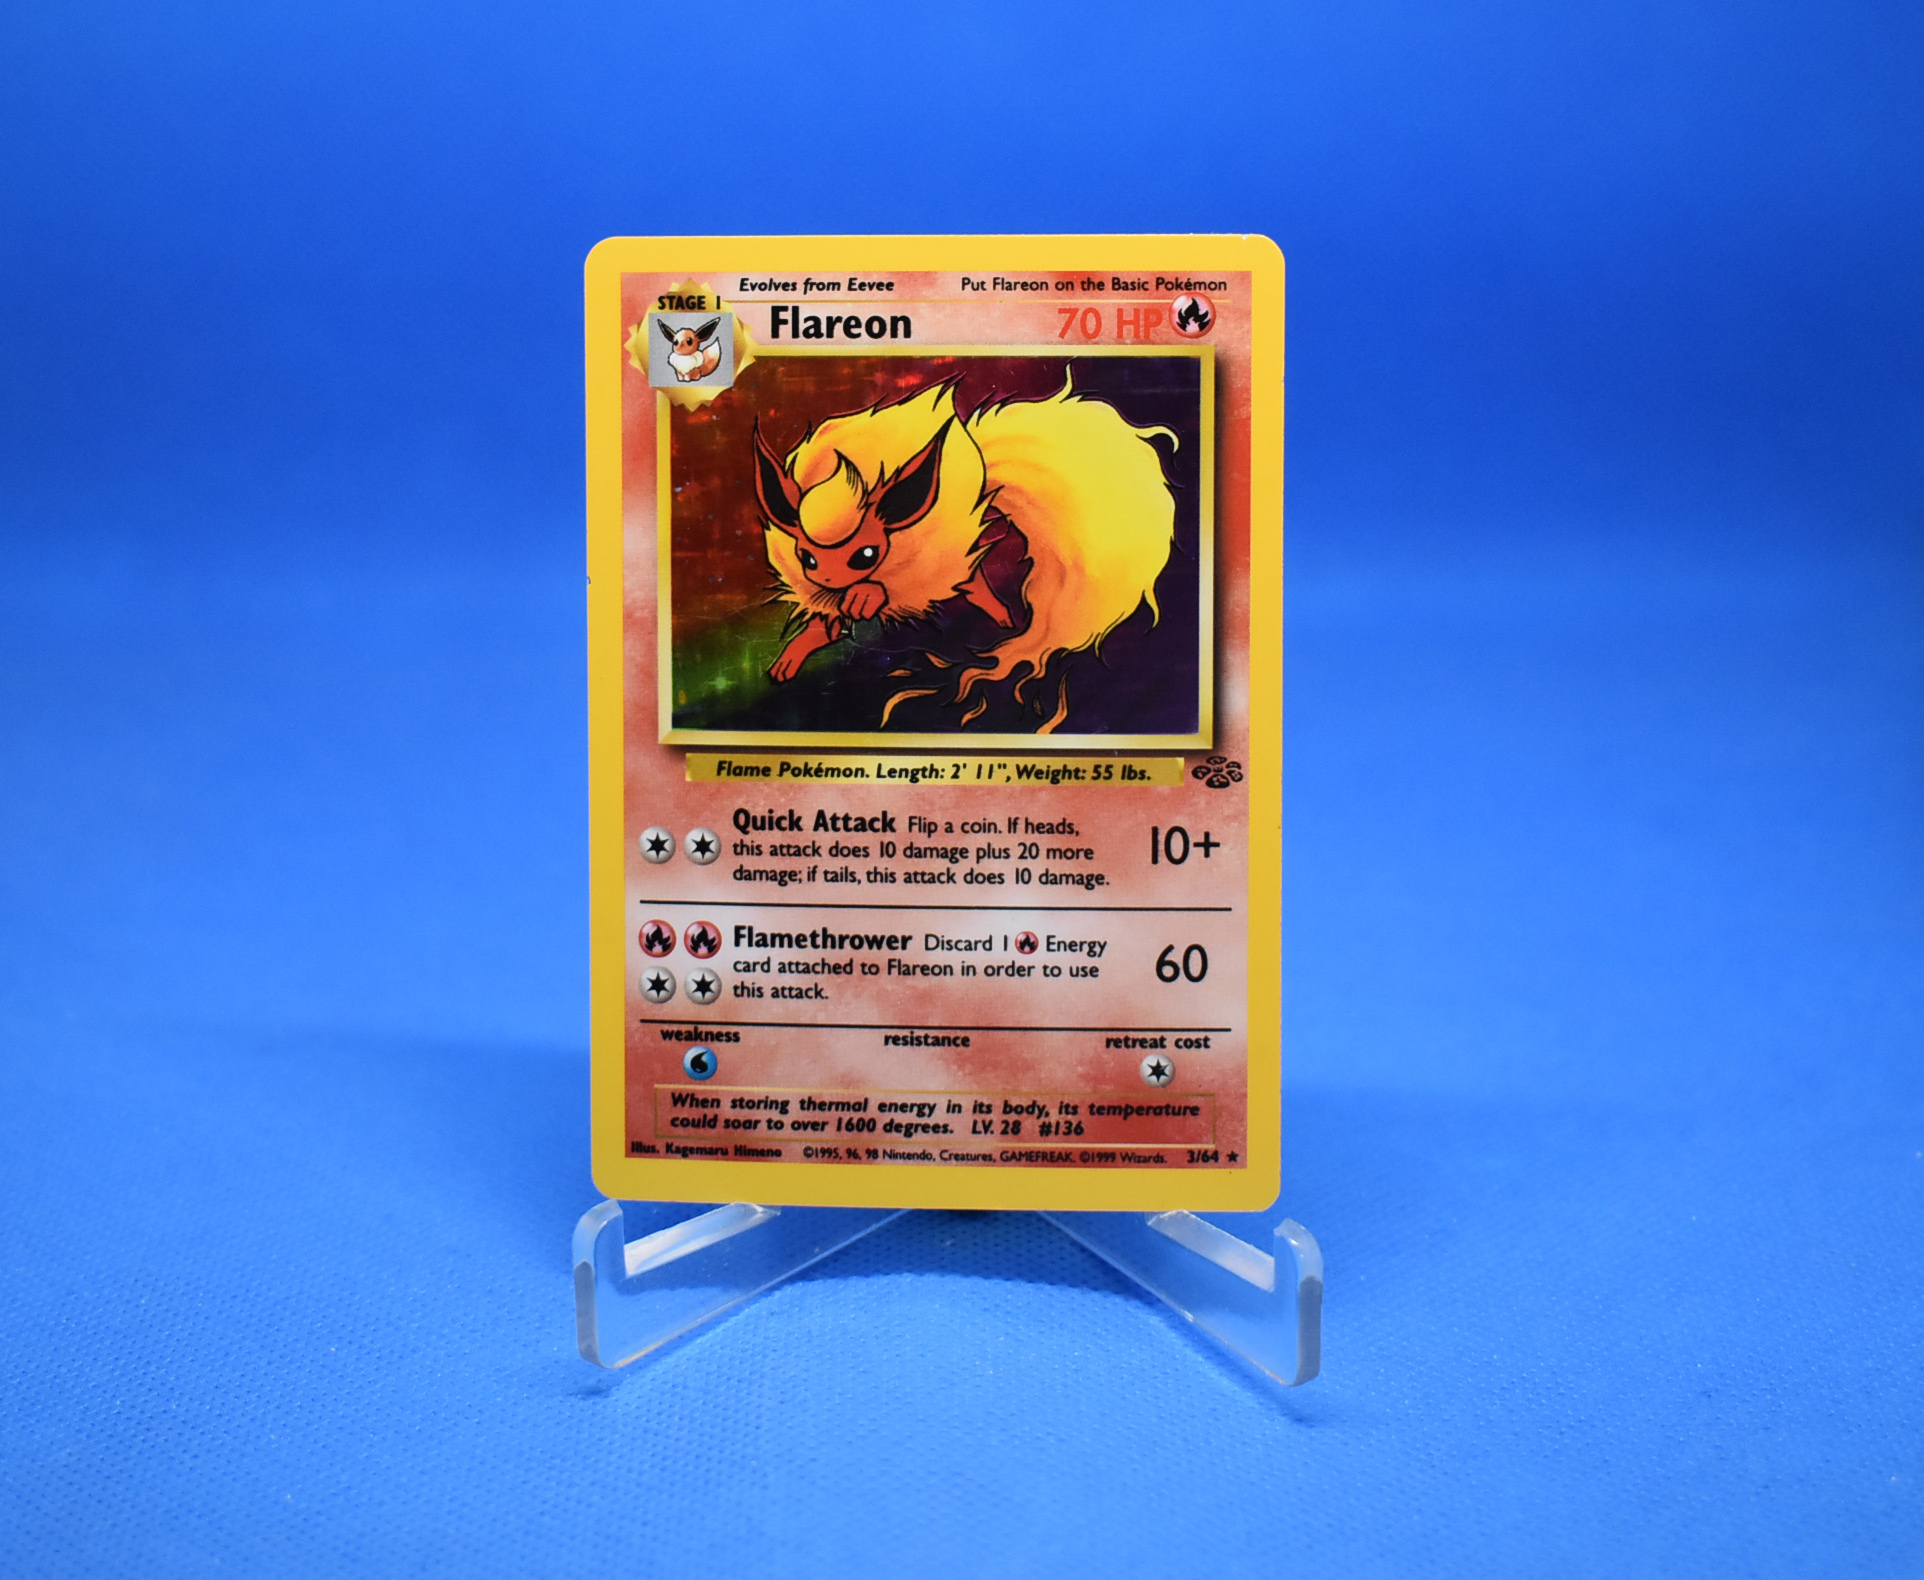 Evolves from Eevee Put Flareon on the Basic Pokémon
STAGE 1
Flareon 70 HP
Flame Pokémon. Length: 2' 11", Weight: 55 lbs.
Quick Attack Flip a coin. If heads, 
this attack does 10 damage plus 20 more
damage; if tails, this attack does 10 damage.
10+
Flamethrower Discard 1 Energy
card attached to Flareon in order to use
this attack.
60
weakness resistance retreat cost
When storing thermal energy in its body, its temperature
could soar to over 1600 degrees. LV. 28 #136
Illus. Kagemaru Himeno ©1995, 96, 98 Nintendo, Creatures, GAMEFREAK. ©1999 Wizards. 3/64 ★